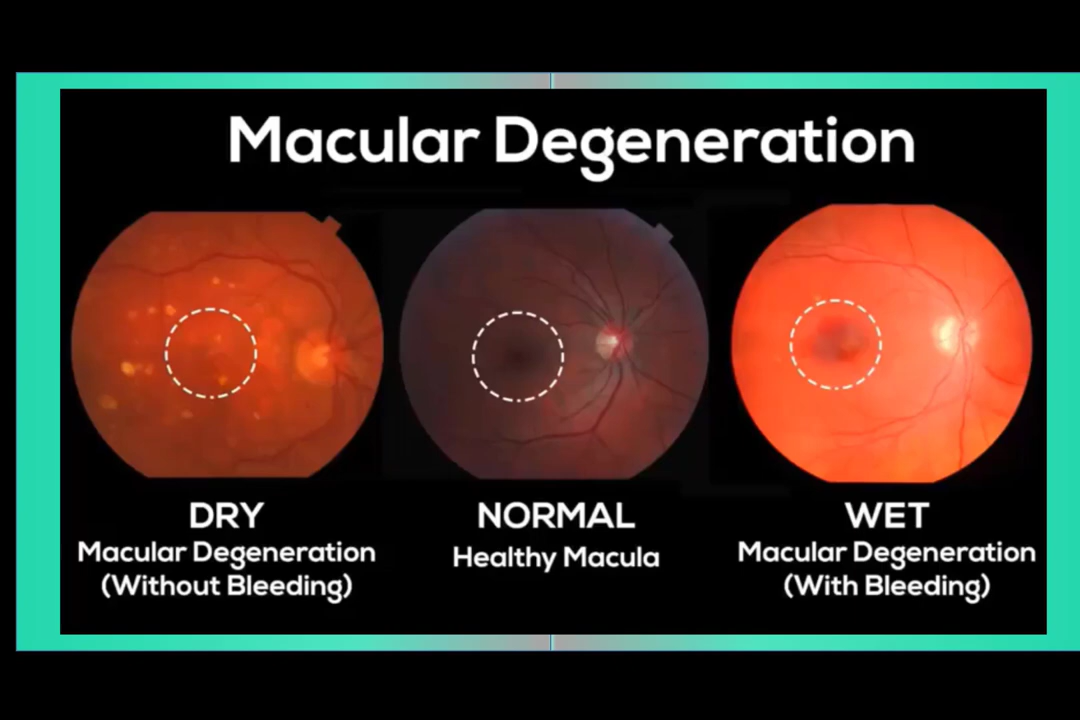 Macular Degeneration
DRY
Macular Degeneration
(Without Bleeding)
NORMAL
Healthy Macula
WET
Macular Degeneration
(With Bleeding)